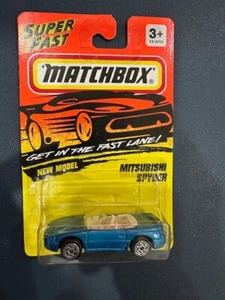 SUPER
FAST
3+
MATCHBOX
GET IN THE FAST LANE!
NEW MODEL
MITSUBISHI
SPYDER